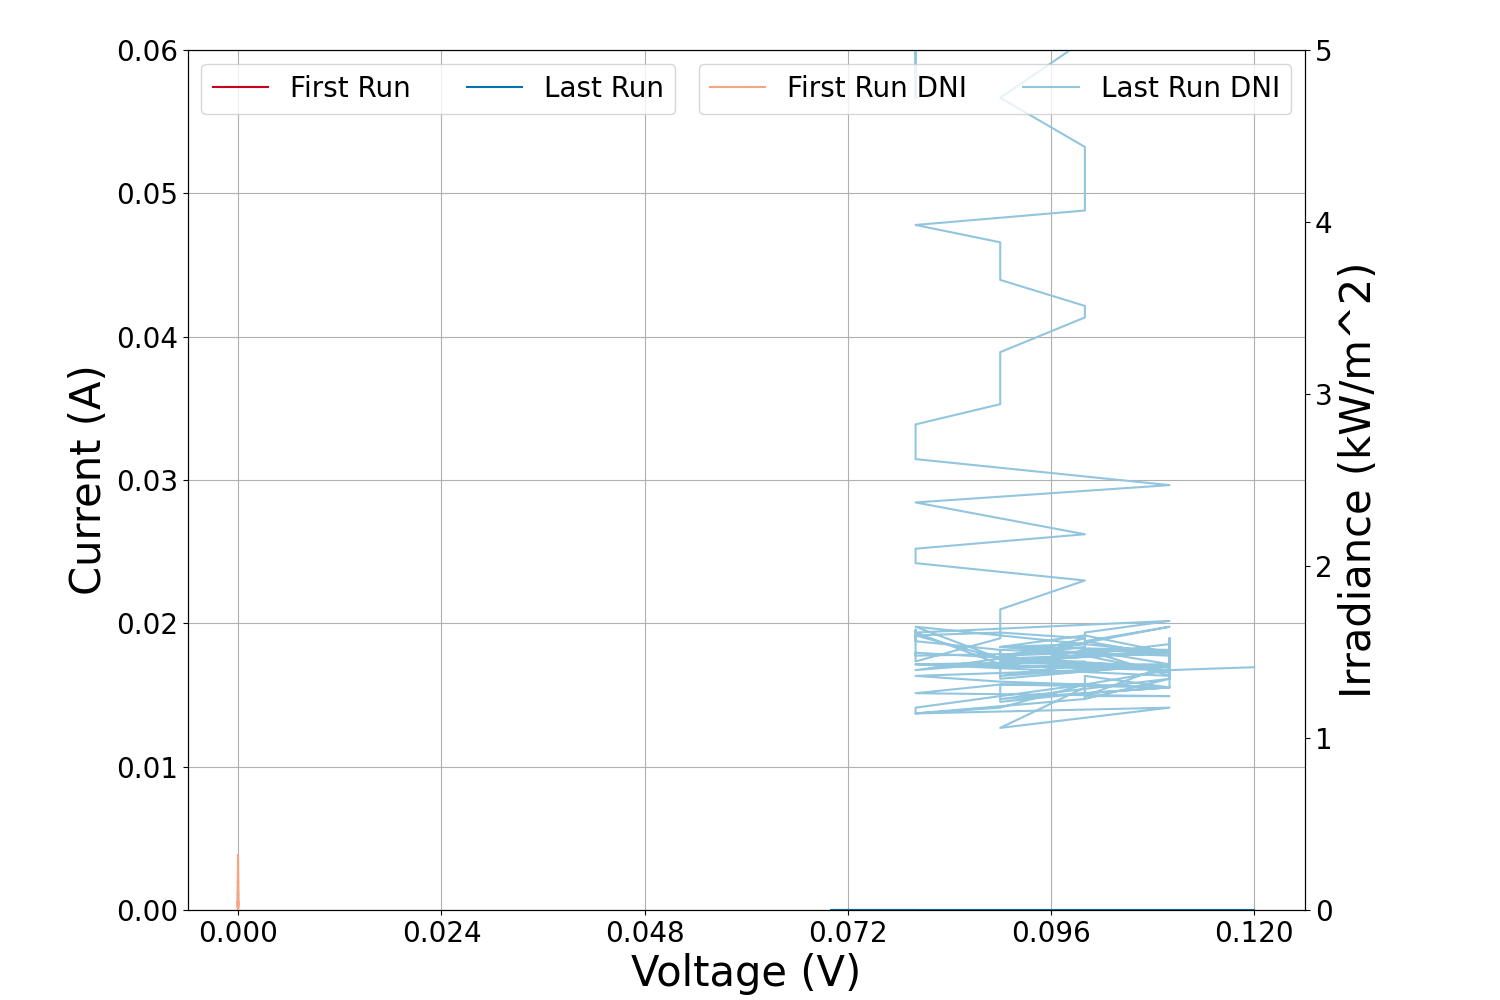 0.06
0.05
0.04
0.03
0.02
0.01
0.00
Current (A)
First Run
Last Run
First Run DNI
Last Run DNI
5
4
3
2
1
0
Irradiance (kW/m^2)
0.000 0.024 0.048 0.072 0.096 0.120
Voltage (V)